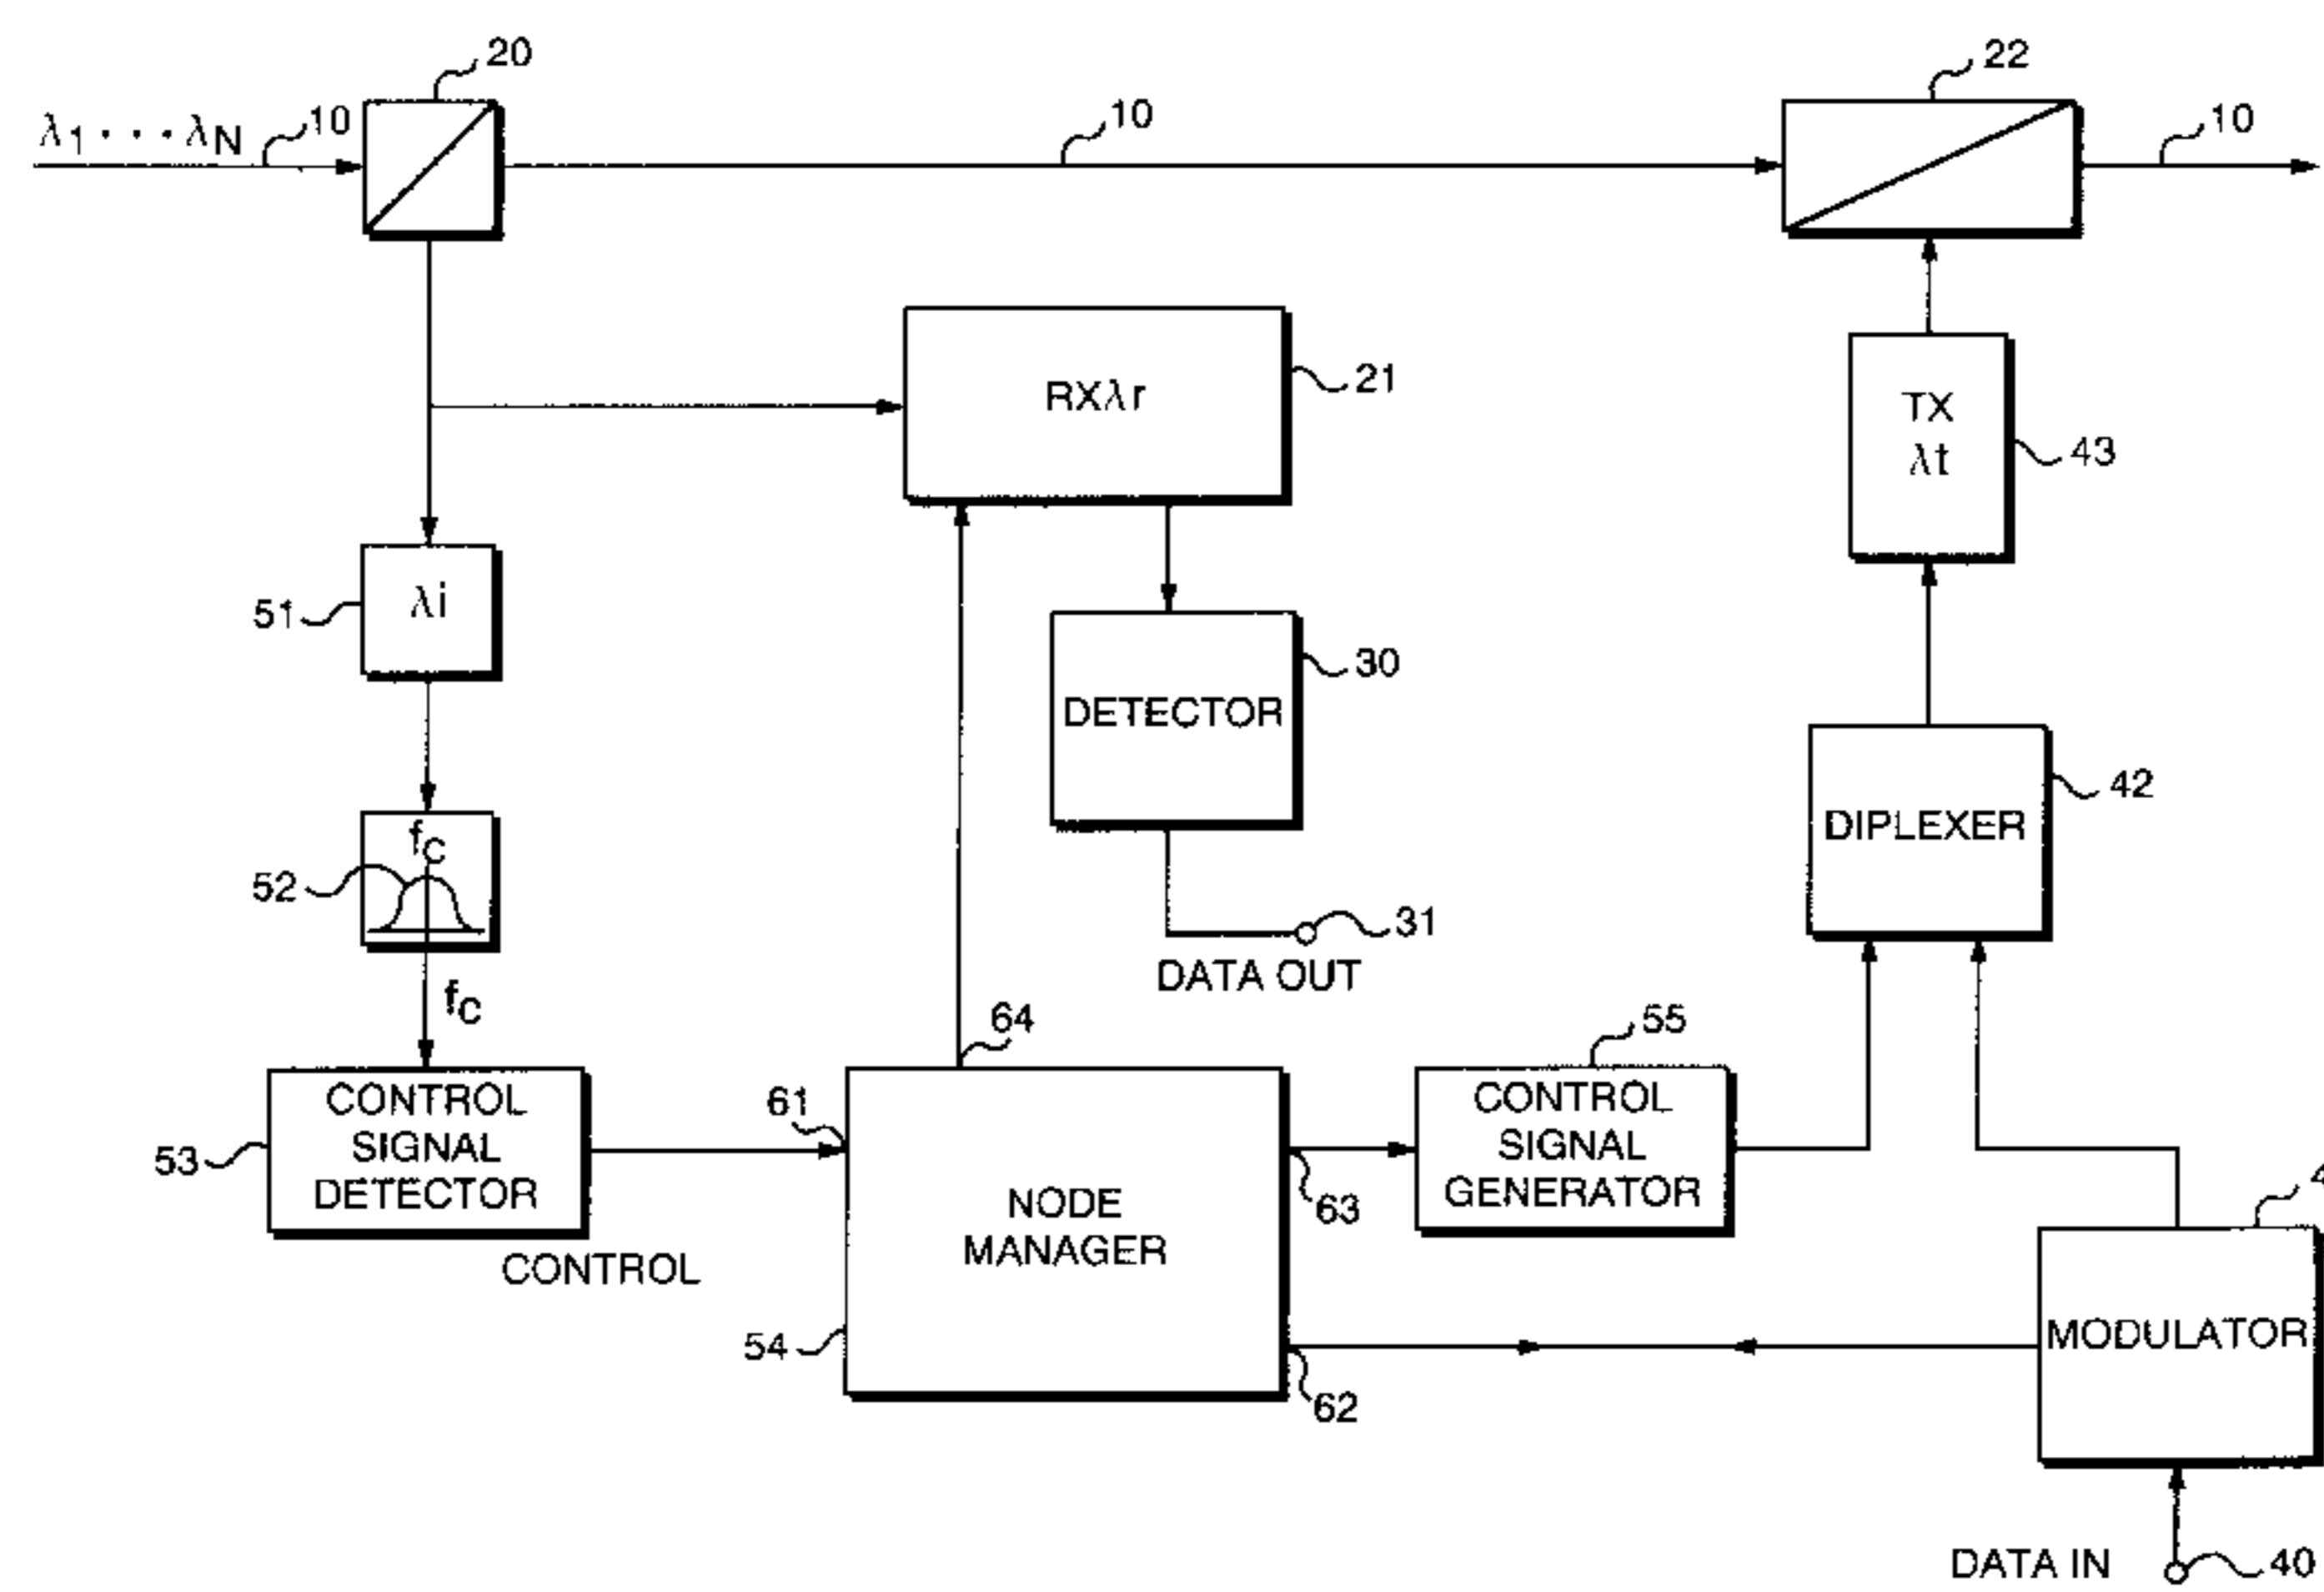 20
22
λ1 · · · λN
10
10
10
RXλr
21
TX
λt
43
λi
51
DETECTOR
30
fc
52
DIPLEXER
42
31
DATA OUT
fc
64
55
CONTROL
SIGNAL
DETECTOR
53
61
CONTROL
NODE
MANAGER
54
63
62
CONTROL
SIGNAL
GENERATOR
MODULATOR
DATA IN
40